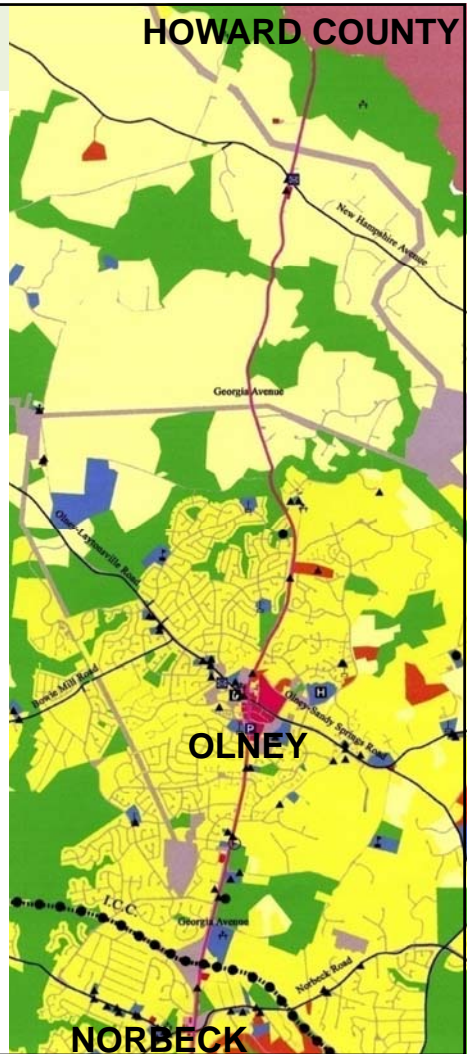 HOWARD COUNTY
New Hampshire Avenue
Georgia Avenue
Olney-Laytonsville Road
Bowie Mill Road
Olney-Sandy Springs Road
H
P
OLNEY
I.C.C.
Georgia Avenue
Norbeck Road
NORBECK